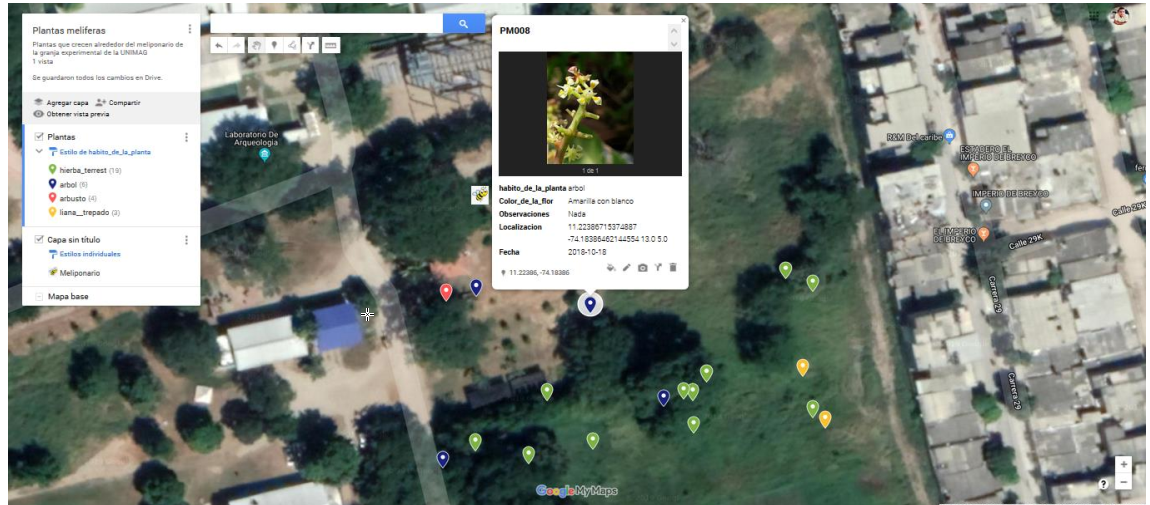 Plantas meliferas
Plantas que crecen alrededor del meliponario de
la granja experimental de la UNIMAG
1 vista
Se guardaron todos los cambios en Drive.
Agregar capa Compartir
Obtener vista previa
Plantas
Estilo de habito_de_la_planta
hierba_terrest (19)
arbol (6)
arbusto (4)
liana__trepado (3)
Capa sin título
Estilos individuales
Meliponario
Mapa base
Laboratorio De
Arqueologia
PM008
1 de 1
habito_de_la_planta arbol
Color_de_la_flor Amarilla con blanco
Observaciones Nada
Localizacion 11.22386715374887
-74.18386462144554 13.0 5.0
Fecha 2018-10-18
11.22386, -74.18386
R&M Del caribe
ESTADERO EL
IMPERIO DE BREYCO
IMPERIO DE BREYCO
EL IMPERIO
DE BREYCO
Calle 29K
Calle 29K
Carrera 29
Carrera 29
Google My Maps